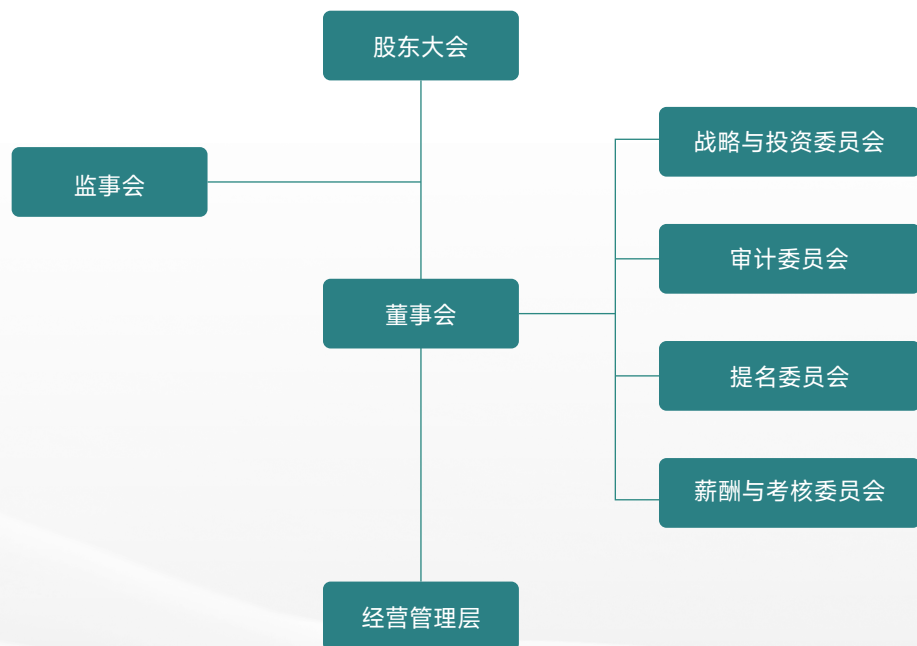 股东大会
监事会
董事会
战略与投资委员会
审计委员会
提名委员会
薪酬与考核委员会
经营管理层